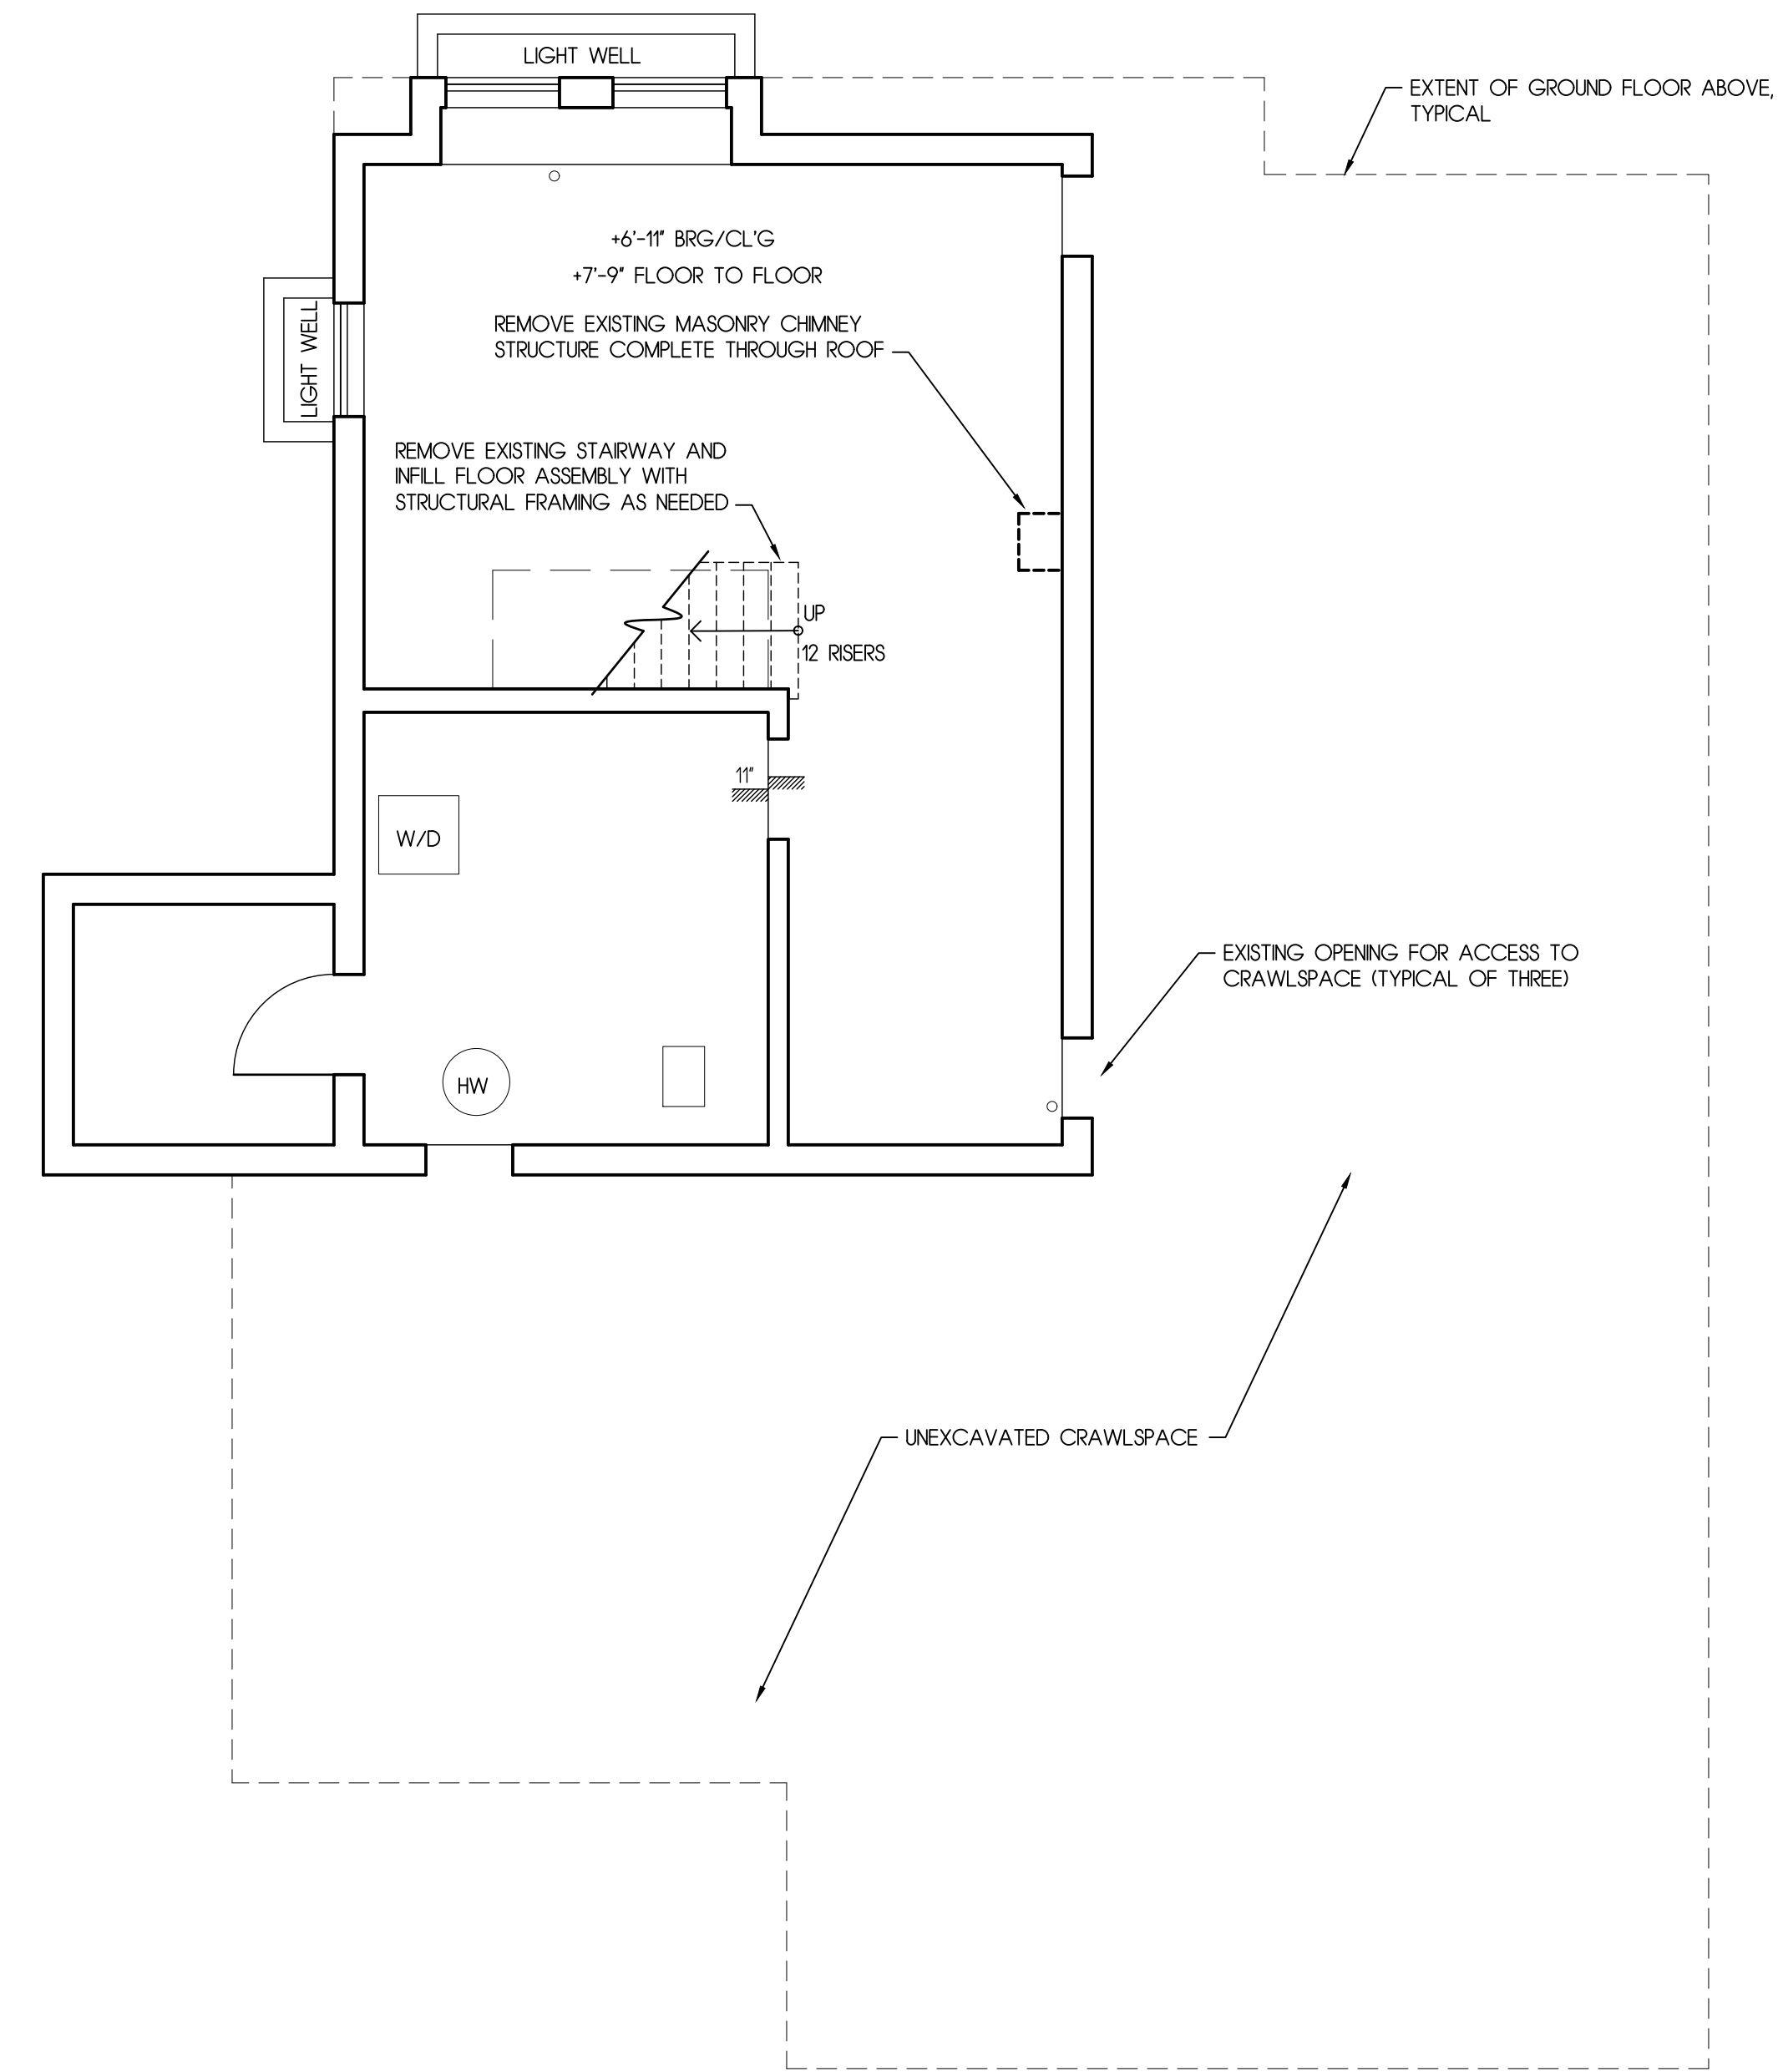 LIGHT WELL
EXTENT OF GROUND FLOOR ABOVE,
TYPICAL
+6'-11" BRG/CL'G
+7'-9" FLOOR TO FLOOR
REMOVE EXISTING MASONRY CHIMNEY
STRUCTURE COMPLETE THROUGH ROOF
LIGHT WELL
REMOVE EXISTING STAIRWAY AND
INFILL FLOOR ASSEMBLY WITH
STRUCTURAL FRAMING AS NEEDED
UP
12 RISERS
11"
W/D
EXISTING OPENING FOR ACCESS TO
CRAWLSPACE (TYPICAL OF THREE)
HW
UNEXCAVATED CRAWLSPACE